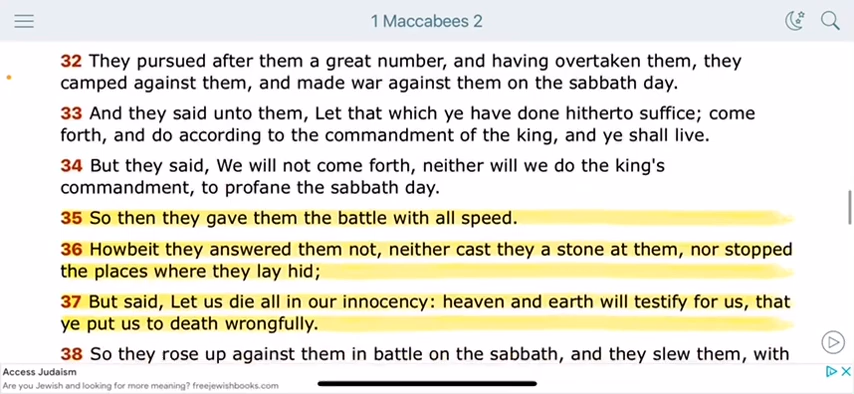 1 Maccabees 2
32 They pursued after them a great number, and having overtaken them, they
camped against them, and made war against them on the sabbath day.
33 And they said unto them, Let that which ye have done hitherto suffice; come
forth, and do according to the commandment of the king, and ye shall live.
34 But they said, We will not come forth, neither will we do the king's
commandment, to profane the sabbath day.
35 So then they gave them the battle with all speed.
36 Howbeit they answered them not, neither cast they a stone at them, nor stopped
the places where they lay hid;
37 But said, Let us die all in our innocency: heaven and earth will testify for us, that
ye put us to death wrongfully.
38 So they rose up against them in battle on the sabbath, and they slew them, with
Access Judaism
Are you Jewish and looking for more meaning? freejewishbooks.com